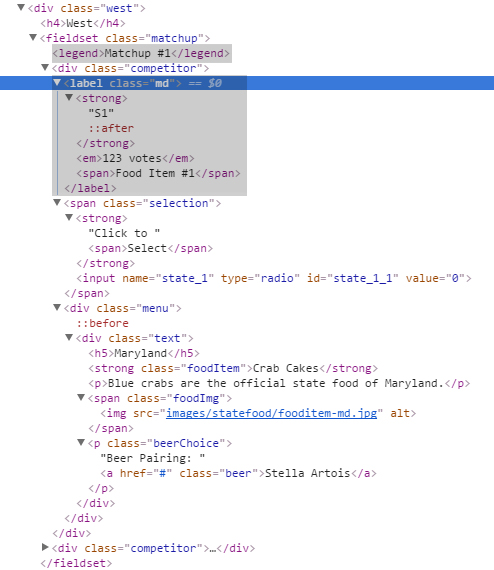 <div class="west">
<h4>West</h4>
<fieldset class="matchup">
<legend>Matchup #1</legend>
<div class="competitor">
<label class="md"> == $0
<strong>
"S1"
::after
</strong>
<em>123 votes</em>
<span>Food Item #1</span>
</label>
<span class="selection">
<strong>
"Click to "
<span>Select</span>
</strong>
<input name="state_1" type="radio" id="state_1_1" value="0">
</span>
<div class="menu">
::before
<div class="text">
<h5>Maryland</h5>
<strong class="foodItem">Crab Cakes</strong>
<p>Blue crabs are the official state food of Maryland.</p>
<span class="foodImg">
<img src="images/statefood/fooditem-md.jpg" alt>
</span>
<p class="beerChoice">
"Beer Pairing: "
<a href="#" class="beer">Stella Artois</a>
</p>
</div>
</div>
</div>
<div class="competitor">…</div>
</fieldset>